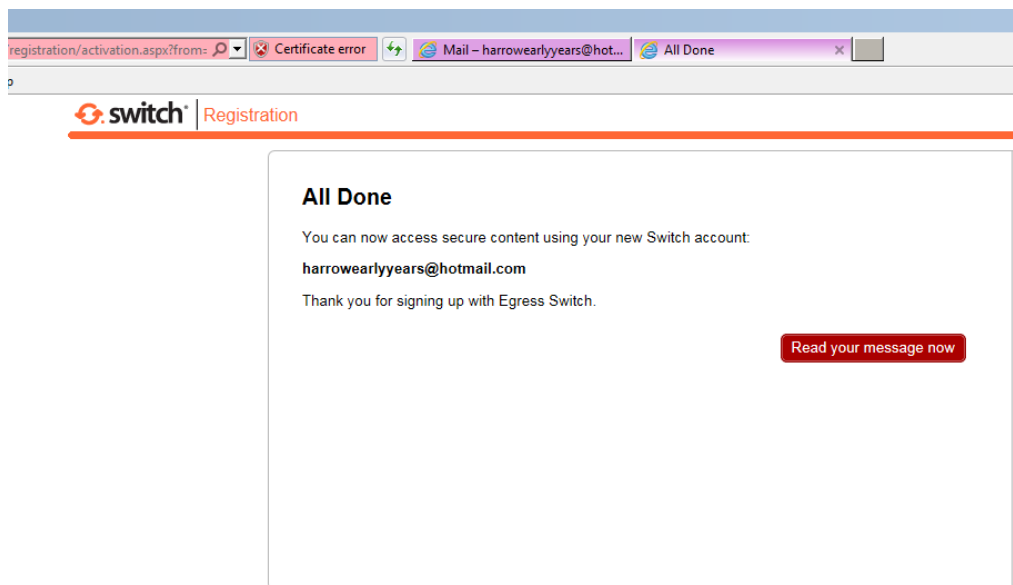 registration/activation.aspx?from= Certificate error Mail – harrowearlyyears@hot... All Done
switch Registration
All Done
You can now access secure content using your new Switch account:
harrowearlyyears@hotmail.com
Thank you for signing up with Egress Switch.
Read your message now